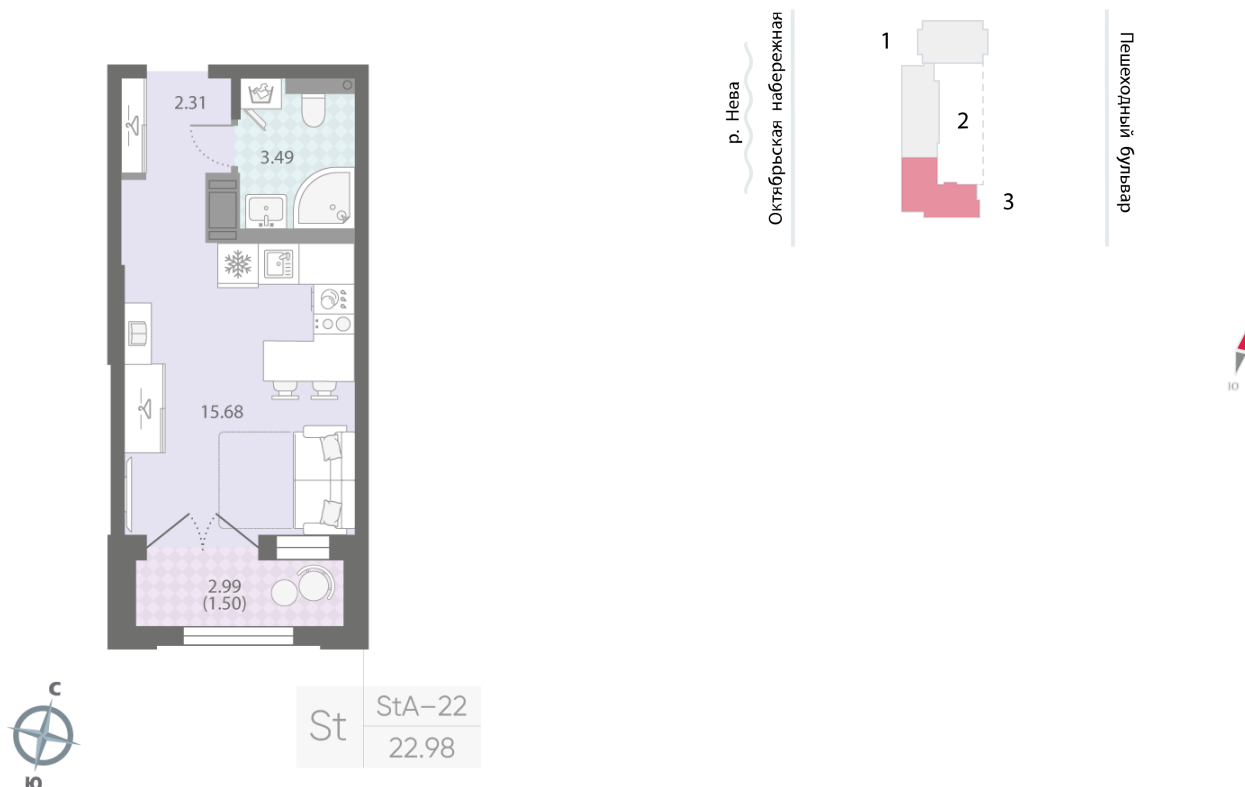 2.31
3.49
15.68
2.99
(1.50)
С
Ю
St
StA–22
22.98
р. Нева
Октябрьская набережная
1
2
3
Пешеходный бульвар
Ю